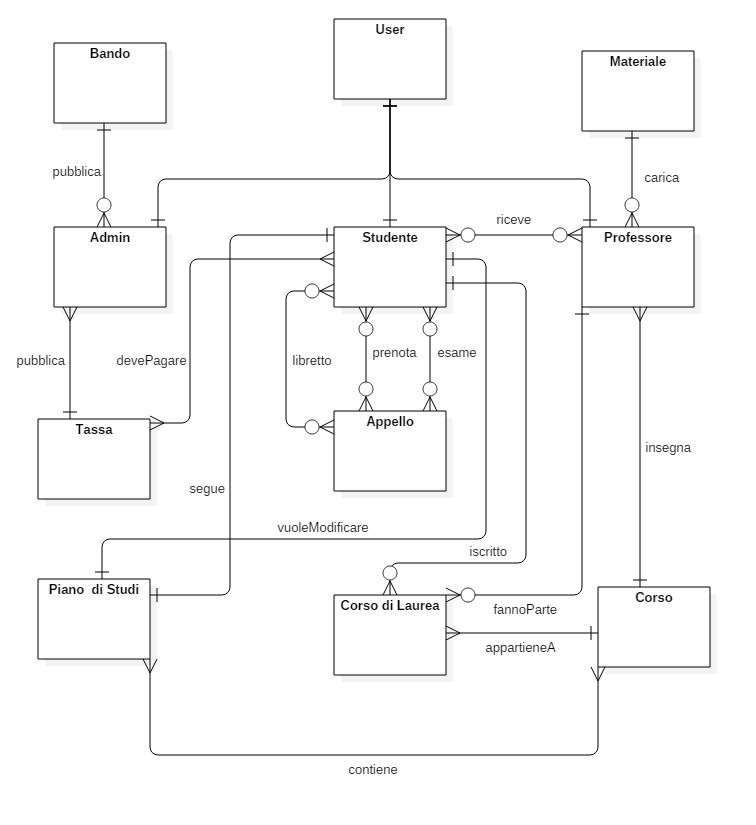 User
Bando
Materiale
pubblica
carica
riceve
Admin
Studente
Professore
pubblica
devePagare
libretto
prenota
esame
Tassa
Appello
insegna
segue
vuoleModificare
iscritto
Piano  di Studi
Corso di Laurea
Corso
fannoParte
appartieneA
contiene